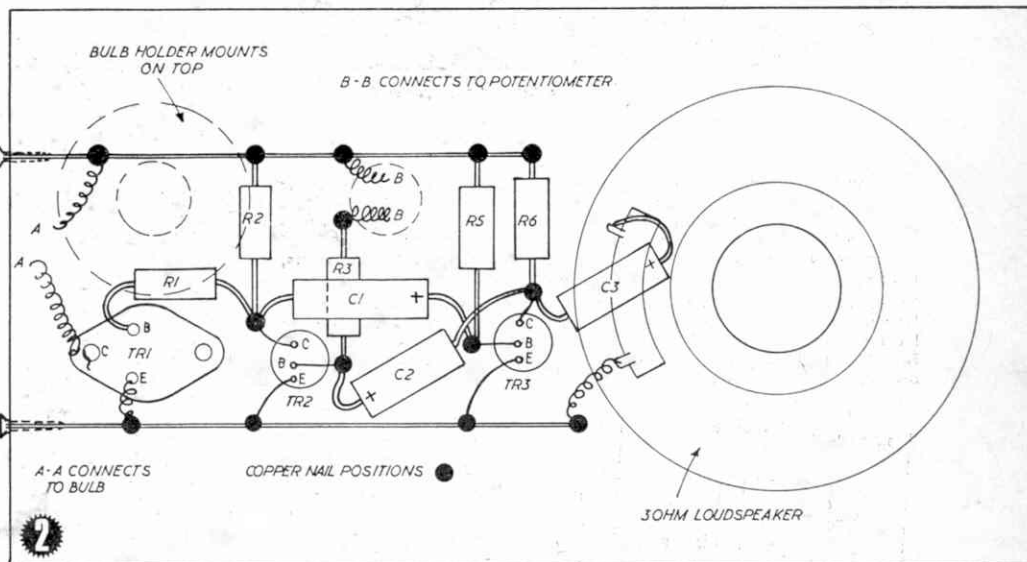 BULB HOLDER MOUNTS
ON TOP
B-B CONNECTS TO POTENTIOMETER
A
B
B
R2
R5
R6
A
R1
R3
C1
+
C3
+
B
C
TR1
E
C
B
E
TR2
C2
+
C
B
E
TR3
A-A CONNECTS
TO BULB
COPPER NAIL POSITIONS
3 OHM LOUDSPEAKER
2